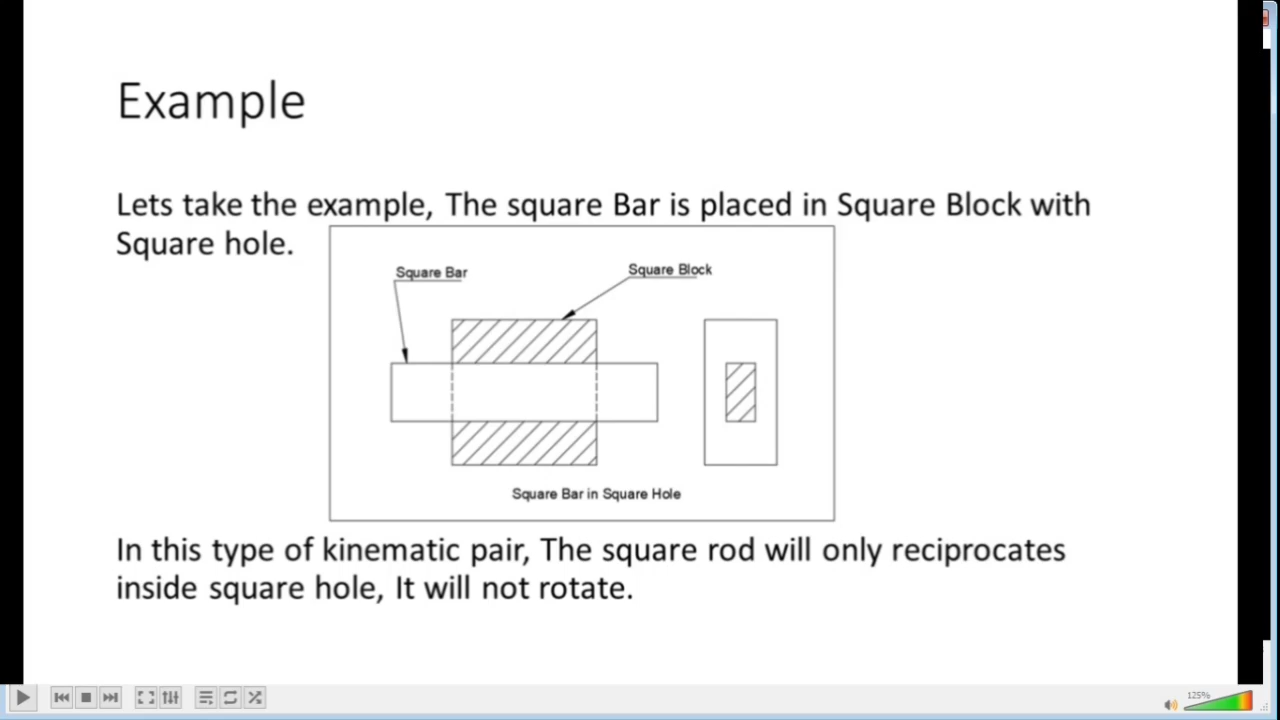 Example
Lets take the example, The square Bar is placed in Square Block with
Square hole.
Square Bar
Square Block
Square Bar in Square Hole
In this type of kinematic pair, The square rod will only reciprocates
inside square hole, It will not rotate.
125%